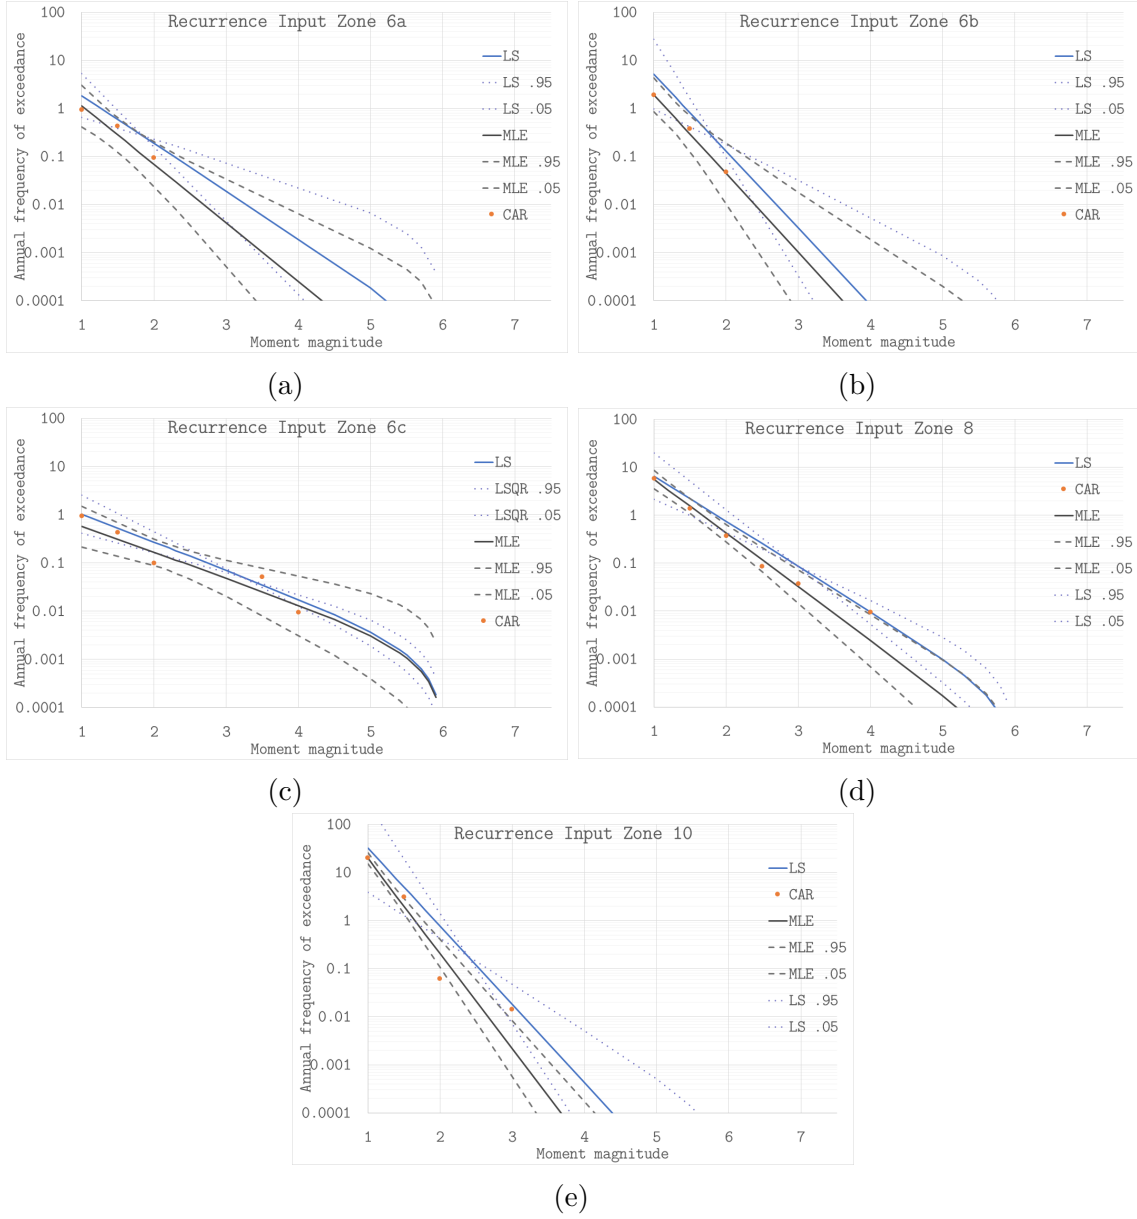 Recurrence Input Zone 6a
Annual frequency of exceedance
100
10
1
0.1
0.01
0.001
0.0001
1 2 3 4 5 6 7
Moment magnitude
LS
LS .95
LS .05
MLE
MLE .95
MLE .05
CAR
(a)
Recurrence Input Zone 6b
Annual frequency of exceedance
100
10
1
0.1
0.01
0.001
0.0001
1 2 3 4 5 6 7
Moment magnitude
LS
LS .95
LS .05
MLE
MLE .95
MLE .05
CAR
(b)
Recurrence Input Zone 6c
Annual frequency of exceedance
100
10
1
0.1
0.01
0.001
0.0001
1 2 3 4 5 6 7
Moment magnitude
LS
LSQR .95
LSQR .05
MLE
MLE .95
MLE .05
CAR
(c)
Recurrence Input Zone 8
Annual frequency of exceedance
100
10
1
0.1
0.01
0.001
0.0001
1 2 3 4 5 6 7
Moment magnitude
LS
CAR
MLE
MLE .95
MLE .05
LS .95
LS .05
(d)
Recurrence Input Zone 10
Annual frequency of exceedance
100
10
1
0.1
0.01
0.001
0.0001
1 2 3 4 5 6 7
Moment magnitude
LS
CAR
MLE
MLE .95
MLE .05
LS .95
LS .05
(e)